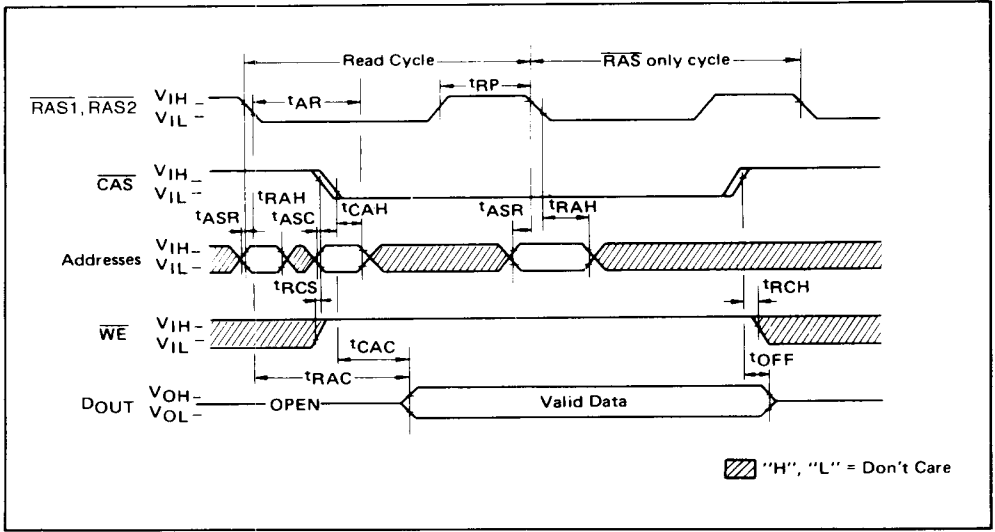 Read Cycle RAS only cycle
tRP
RAS1, RAS2 VIH VIL tAR
CAS VIH VIL
tRAH tCAH
tASR tASC tASR tRAH
Addresses VIH VIL
tRCS tRCH
WE VIH VIL
tCAC tOFF
tRAC
DOUT VOH VOL OPEN Valid Data
"H", "L" = Don't Care